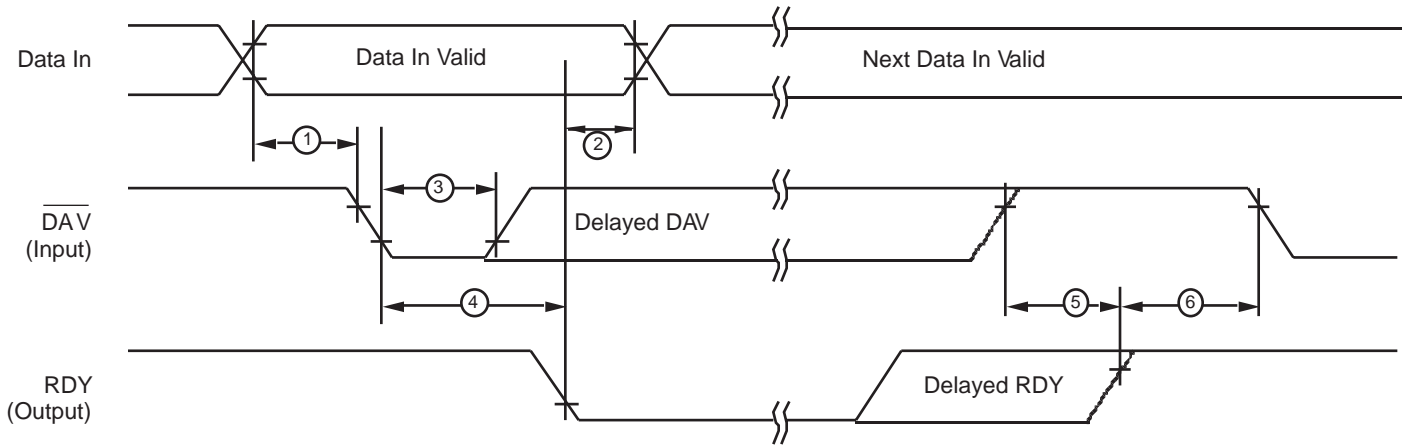 Data In
Data In Valid
Next Data In Valid
1
2
3
DAV
(Input)
Delayed DAV
4
5
6
RDY
(Output)
Delayed RDY